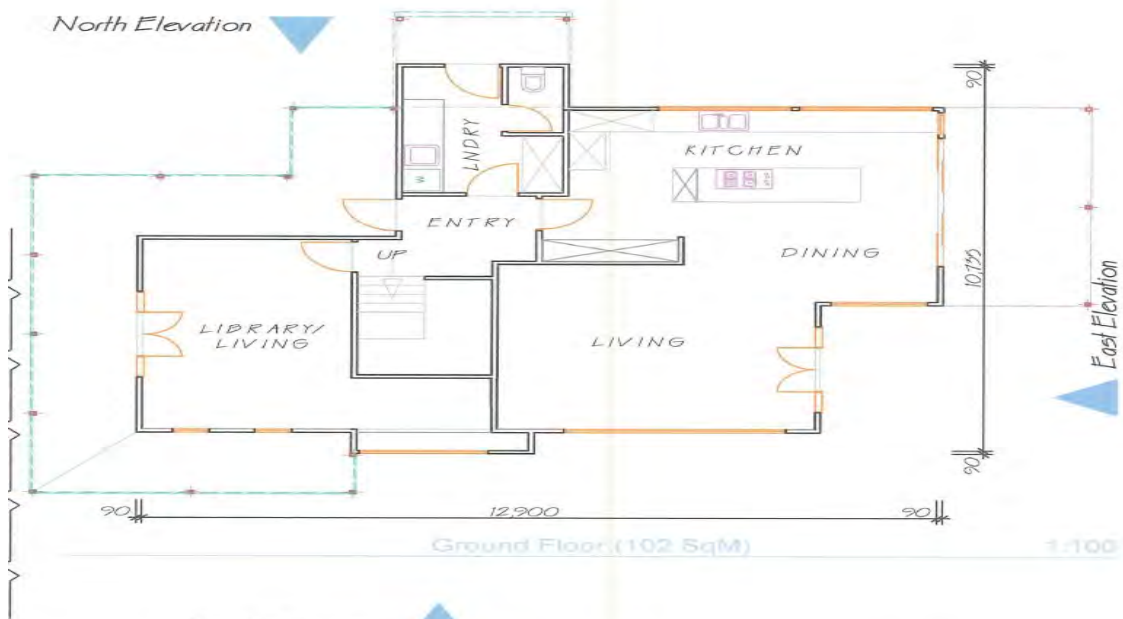 North Elevation
LNDRY
W
KITCHEN
ENTRY
UP
DINING
LIBRARY/
LIVING
LIVING
90
10,735
90
East Elevation
90
12,900
90
Ground Floor (102 SqM)
1:100